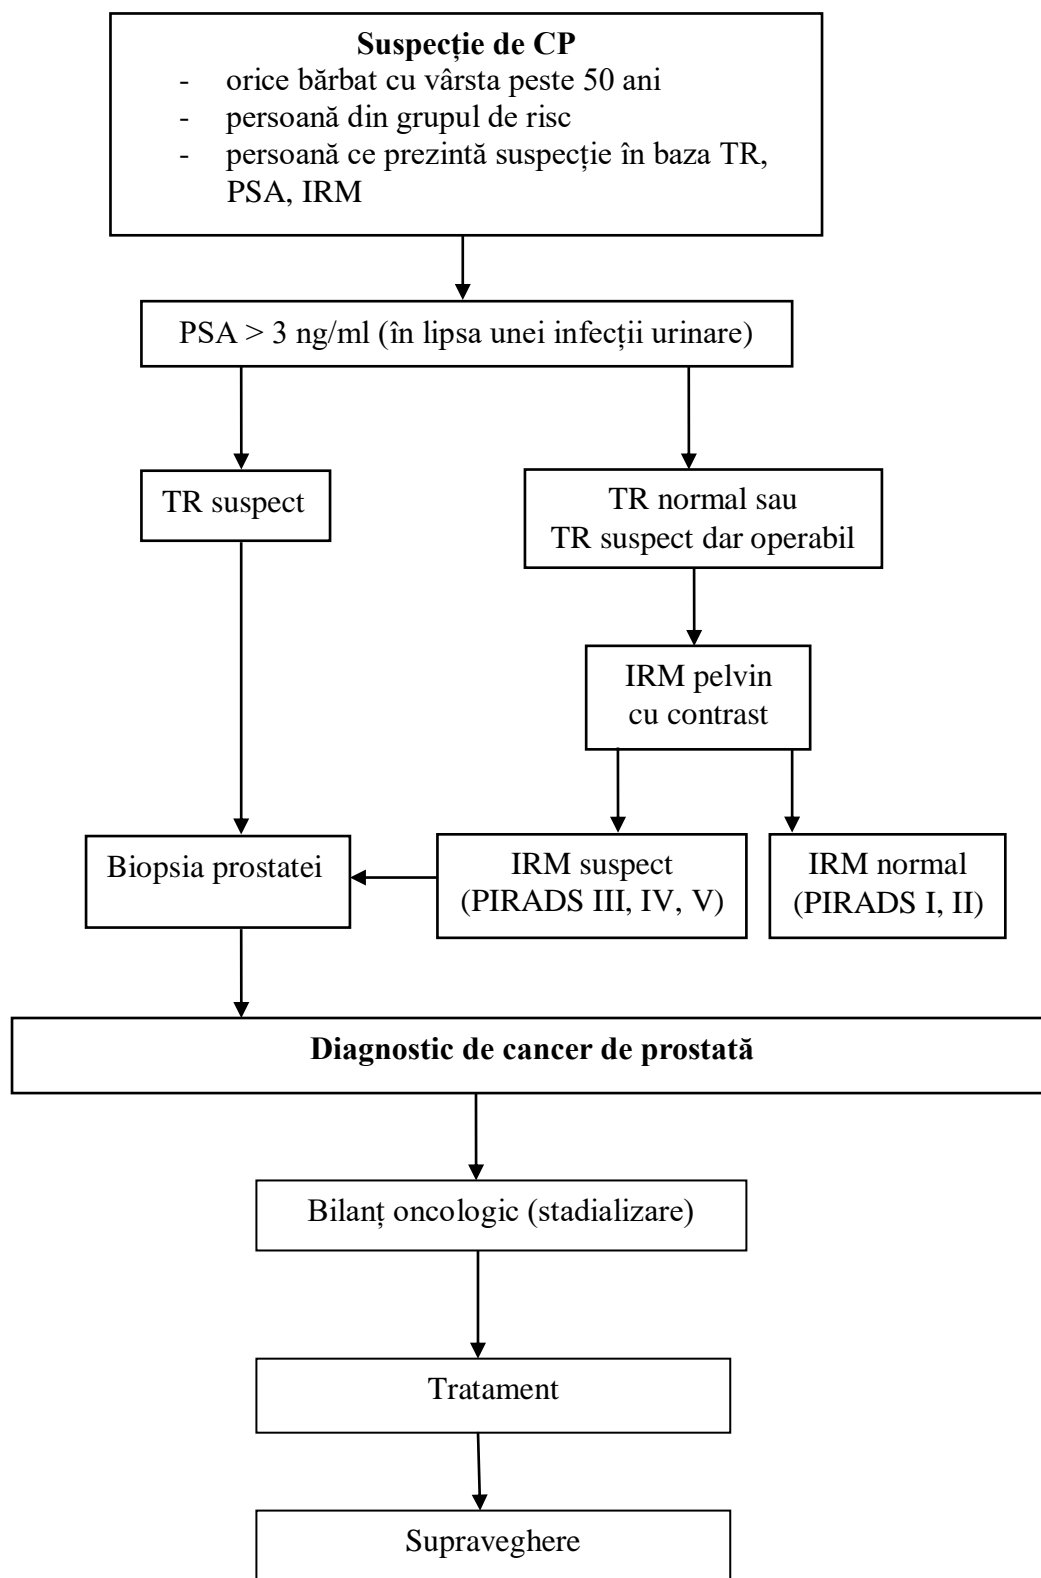 Suspecție de CP
- orice bărbat cu vârsta peste 50 ani
- persoană din grupul de risc
- persoană ce prezintă suspecție în baza TR,
PSA, IRM
PSA > 3 ng/ml (în lipsa unei infecții urinare)
TR suspect
TR normal sau
TR suspect dar operabil
IRM pelvin
cu contrast
Biopsia prostatei
IRM suspect
(PIRADS III, IV, V)
IRM normal
(PIRADS I, II)
Diagnostic de cancer de prostată
Bilanț oncologic (stadializare)
Tratament
Supraveghere